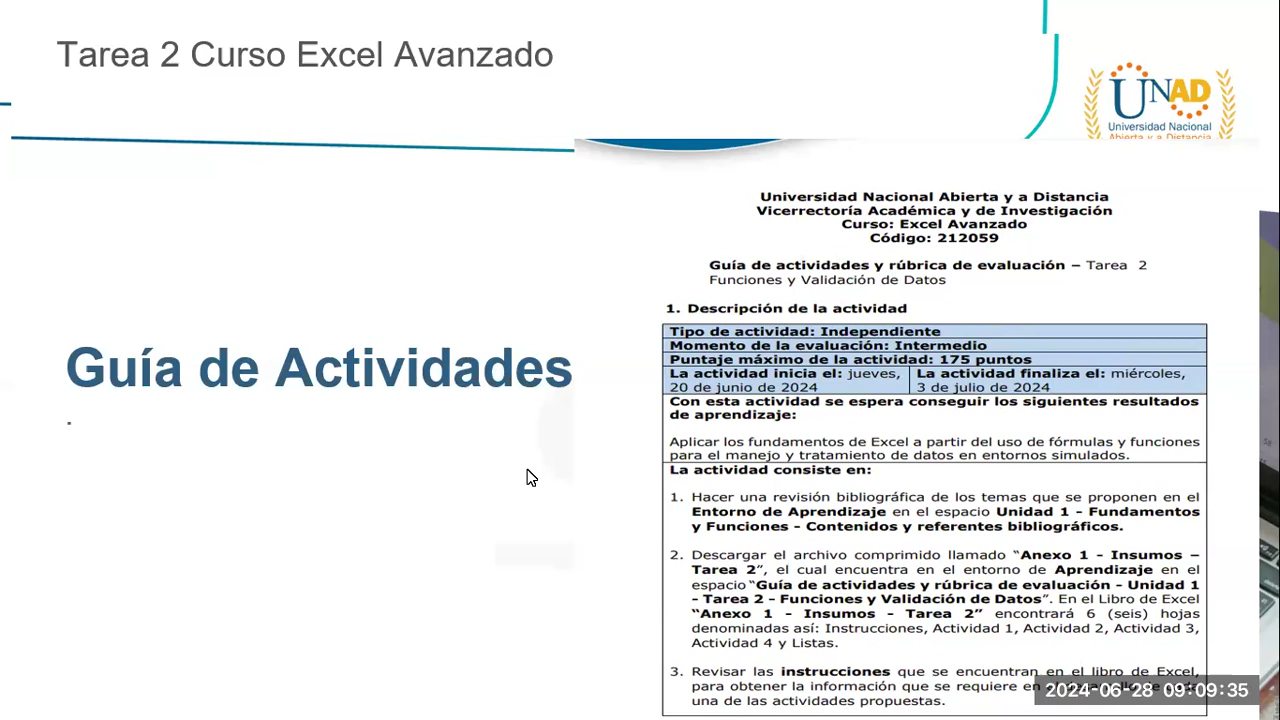 Tarea 2 Curso Excel Avanzado
UNAD
Universidad Nacional
Abierta y a Distancia
Universidad Nacional Abierta y a Distancia
Vicerrectoría Académica y de Investigación
Curso: Excel Avanzado
Código: 212059
Guía de actividades y rúbrica de evaluación – Tarea 2
Funciones y Validación de Datos
1. Descripción de la actividad
Guía de Actividades
.
Tipo de actividad: Independiente
Momento de la evaluación: Intermedio
Puntaje máximo de la actividad: 175 puntos
La actividad inicia el: jueves,
20 de junio de 2024
La actividad finaliza el: miércoles,
3 de julio de 2024
Con esta actividad se espera conseguir los siguientes resultados
de aprendizaje:
Aplicar los fundamentos de Excel a partir del uso de fórmulas y funciones
para el manejo y tratamiento de datos en entornos simulados.
La actividad consiste en:
1. Hacer una revisión bibliográfica de los temas que se proponen en el
Entorno de Aprendizaje en el espacio Unidad 1 - Fundamentos
y Funciones - Contenidos y referentes bibliográficos.
2. Descargar el archivo comprimido llamado “Anexo 1 - Insumos –
Tarea 2”, el cual encuentra en el entorno de Aprendizaje en el
espacio “Guía de actividades y rúbrica de evaluación - Unidad 1
- Tarea 2 - Funciones y Validación de Datos”. En el Libro de Excel
“Anexo 1 - Insumos - Tarea 2” encontrará 6 (seis) hojas
denominadas así: Instrucciones, Actividad 1, Actividad 2, Actividad 3,
Actividad 4 y Listas.
3. Revisar las instrucciones que se encuentran en el libro de Excel,
para obtener la información que se requiere en
una de las actividades propuestas.
2024-06-28 09:09:35